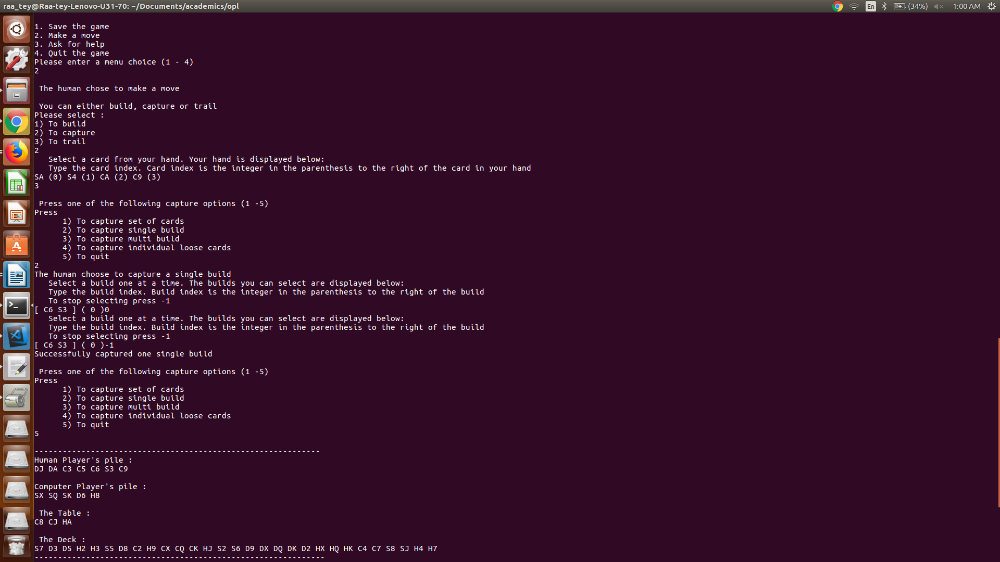 raa_tey@Raa-tey-Lenovo-U31-70: ~/Documents/academics/opl
En (34%) 1:00 AM
1. Save the game
2. Make a move
3. Ask for help
4. Quit the game
Please enter a menu choice (1 - 4)
2
The human chose to make a move
You can either build, capture or trail
Please select :
1) To build
2) To capture
3) To trail
2
Select a card from your hand. Your hand is displayed below:
Type the card index. Card index is the integer in the parenthesis to the right of the card in your hand
SA (0) S4 (1) CA (2) C9 (3)
3
Press one of the following capture options (1 -5)
Press
1) To capture set of cards
2) To capture single build
3) To capture multi build
4) To capture individual loose cards
5) To quit
2
The human choose to capture a single build
Select a build one at a time. The builds you can select are displayed below:
Type the build index. Build index is the integer in the parenthesis to the right of the build
To stop selecting press -1
[ C6 S3 ] ( 0 )0
Select a build one at a time. The builds you can select are displayed below:
Type the build index. Build index is the integer in the parenthesis to the right of the build
To stop selecting press -1
[ C6 S3 ] ( 0 )-1
Successfully captured one single build
Press one of the following capture options (1 -5)
Press
1) To capture set of cards
2) To capture single build
3) To capture multi build
4) To capture individual loose cards
5) To quit
5
-------------------------------------------------------------
Human Player's pile :
DJ DA C3 C5 C6 S3 C9
Computer Player's pile :
SX SQ SK D6 H8
The Table :
C8 CJ HA
The Deck :
S7 D3 D5 H2 H3 S5 D8 C2 H9 CX CQ CK HJ S2 S6 D9 DX DQ DK D2 HX HQ HK C4 C7 S8 SJ H4 H7
--------------------------------------------------------------